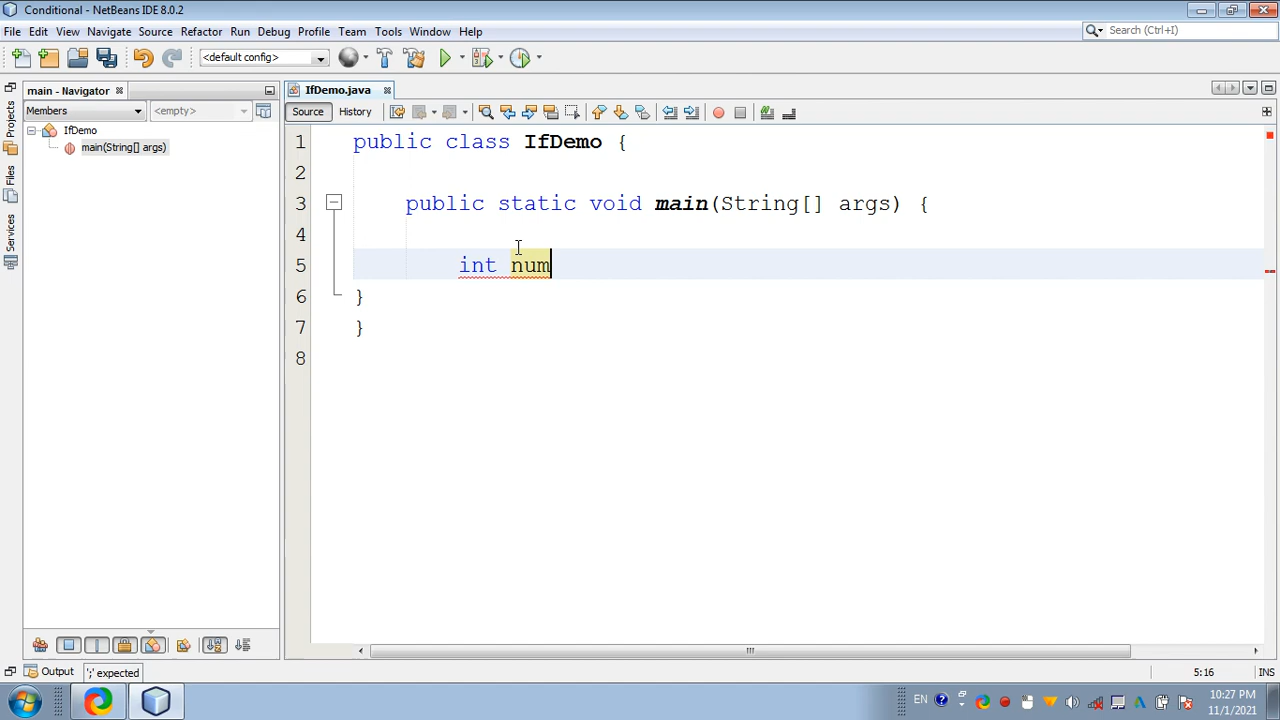 Conditional - NetBeans IDE 8.0.2
File Edit View Navigate Source Refactor Run Debug Profile Team Tools Window Help
Search (Ctrl+I)
<default config>
main - Navigator
IfDemo.java
Members
<empty>
Source History
IfDemo
main(String[] args)
Projects
Files
Services
1 public class IfDemo {
2
3 public static void main(String[] args) {
4
5 int num
6 }
7 }
8
Output
';' expected
5:16
INS
EN
10:27 PM
11/1/2021